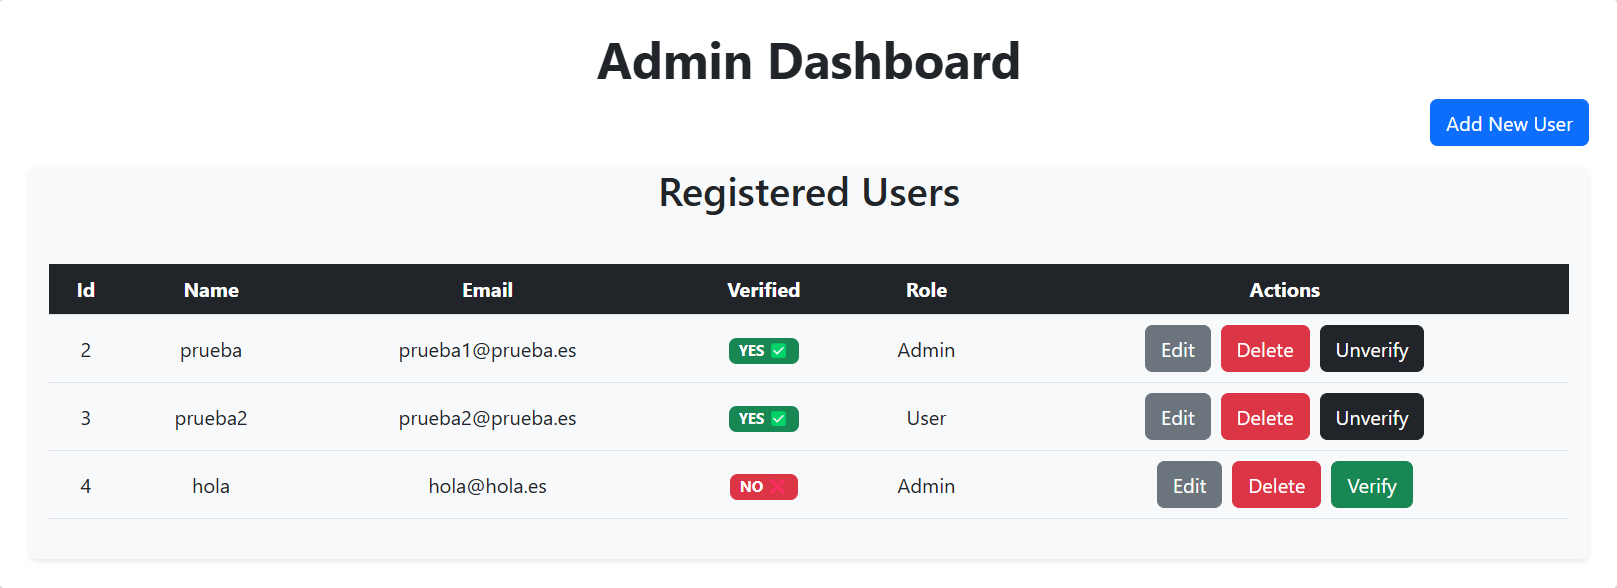 Admin Dashboard
Add New User
Registered Users
Id Name Email Verified Role Actions
2 prueba prueba1@prueba.es YES ✅ Admin Edit Delete Unverify
3 prueba2 prueba2@prueba.es YES ✅ User Edit Delete Unverify
4 hola hola@hola.es NO ❌ Admin Edit Delete Verify